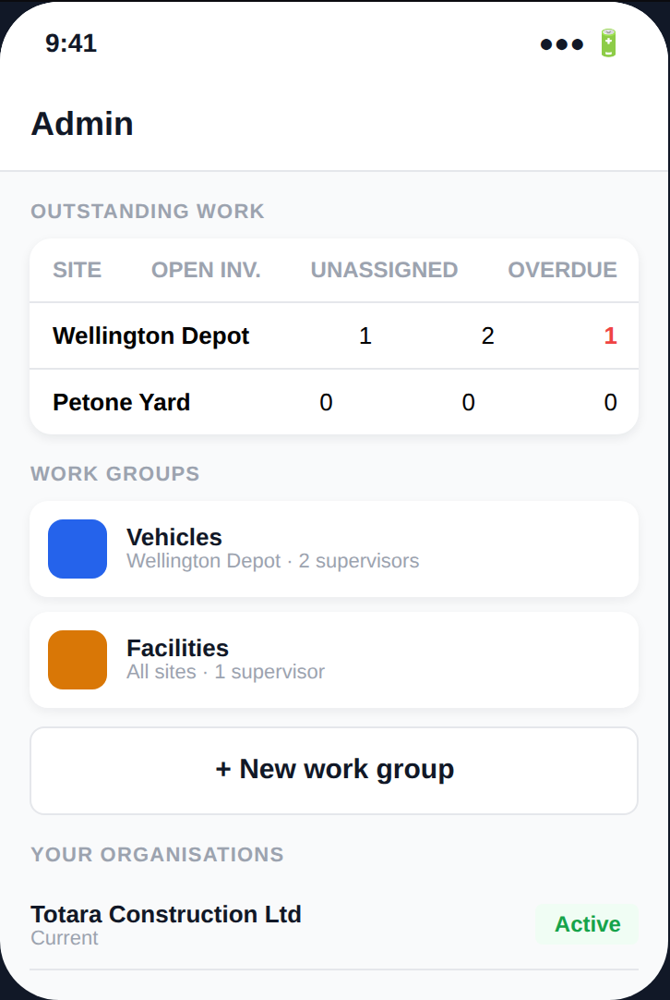 9:41
Admin
OUTSTANDING WORK
SITE OPEN INV. UNASSIGNED OVERDUE
Wellington Depot 1 2 1
Petone Yard 0 0 0
WORK GROUPS
Vehicles
Wellington Depot · 2 supervisors
Facilities
All sites · 1 supervisor
+ New work group
YOUR ORGANISATIONS
Totara Construction Ltd
Current
Active